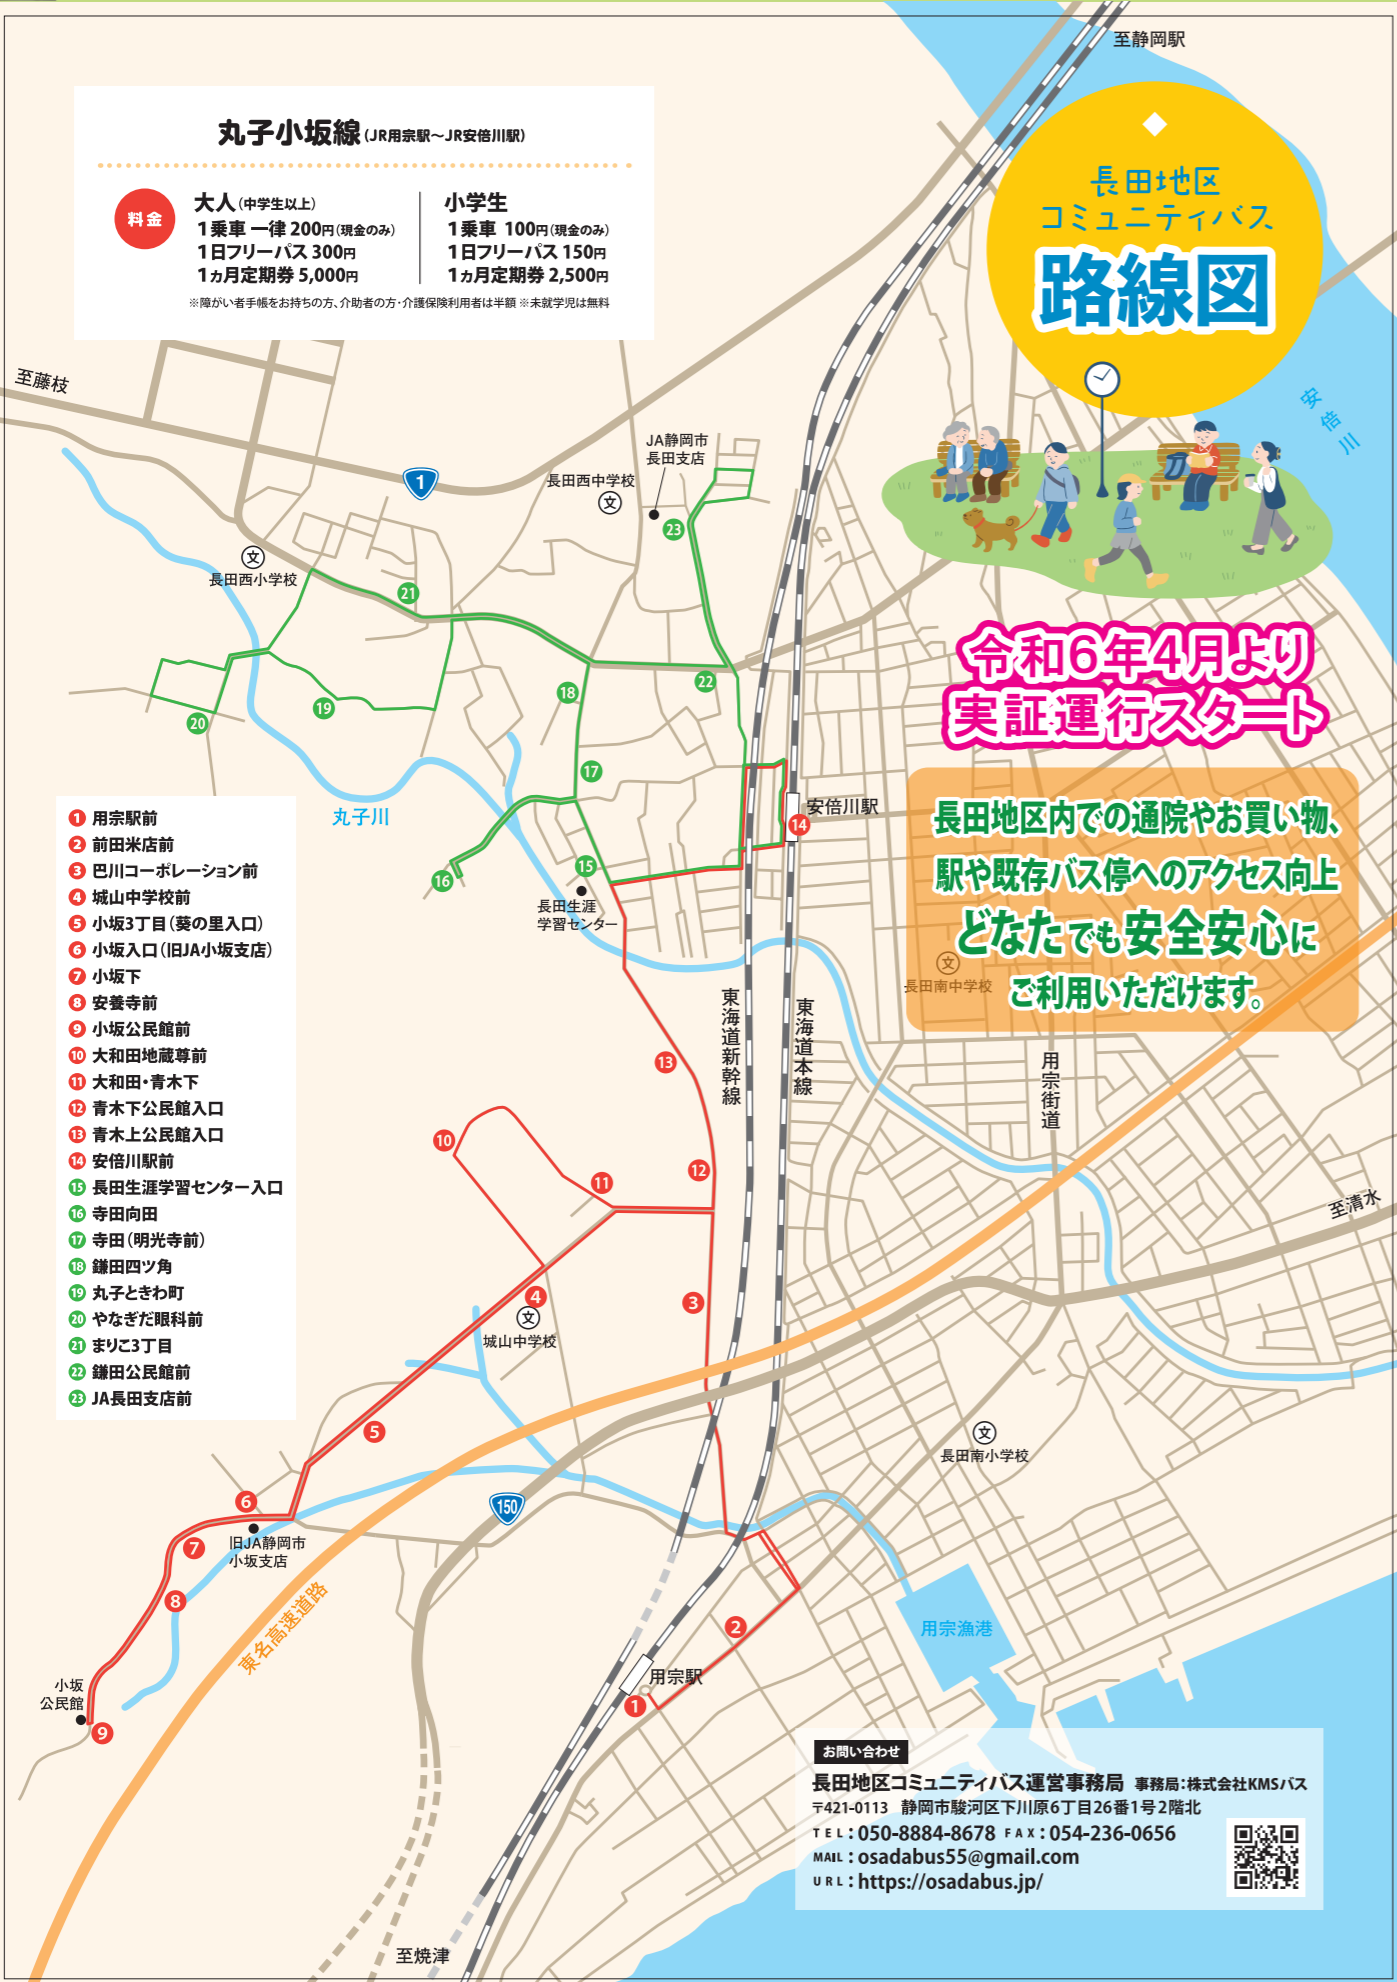 至静岡駅
丸子小坂線(JR用宗駅〜JR安倍川駅)
料金
大人(中学生以上)
1乗車 一律 200円(現金のみ)
1日フリーパス 300円
1ヵ月定期券 5,000円
小学生
1乗車 100円(現金のみ)
1日フリーパス 150円
1ヵ月定期券 2,500円
※障がい者手帳をお持ちの方、介助者の方・介護保険利用者は半額 ※未就学児は無料
長田地区
コミュニティバス
路線図
安倍川
至藤枝
1
JA静岡市
長田支店
長田西中学校
文
23
文
長田西小学校
21
22
18
19
20
17
令和6年4月より
実証運行スタート
長田地区内での通院やお買い物、
駅や既存バス停へのアクセス向上
どなたでも安全安心に
ご利用いただけます。
丸子川
安倍川駅
14
15
16
長田生涯
学習センター
文
長田南中学校
1 用宗駅前
2 前田米店前
3 巴川コーポレーション前
4 城山中学校前
5 小坂3丁目(葵の里入口)
6 小坂入口(旧JA小坂支店)
7 小坂下
8 安養寺前
9 小坂公民館前
10 大和田地蔵尊前
11 大和田・青木下
12 青木下公民館入口
13 青木上公民館入口
14 安倍川駅前
15 長田生涯学習センター入口
16 寺田向田
17 寺田(明光寺前)
18 鎌田四ツ角
19 丸子ときわ町
20 やなぎだ眼科前
21 まりこ3丁目
22 鎌田公民館前
23 JA長田支店前
東海道新幹線
東海道本線
用宗街道
13
10
11
12
至清水
4
文
城山中学校
3
5
文
長田南小学校
6
旧JA静岡市
小坂支店
150
7
8
東名高速道路
小坂
公民館
9
2
用宗駅
1
用宗漁港
お問い合わせ
長田地区コミュニティバス運営事務局 事務局:株式会社KMSバス
〒421-0113 静岡市駿河区下川原6丁目26番1号2階北
TEL:050-8884-8678 FAX:054-236-0656
MAIL:osadabus55@gmail.com
URL:https://osadabus.jp/
至焼津